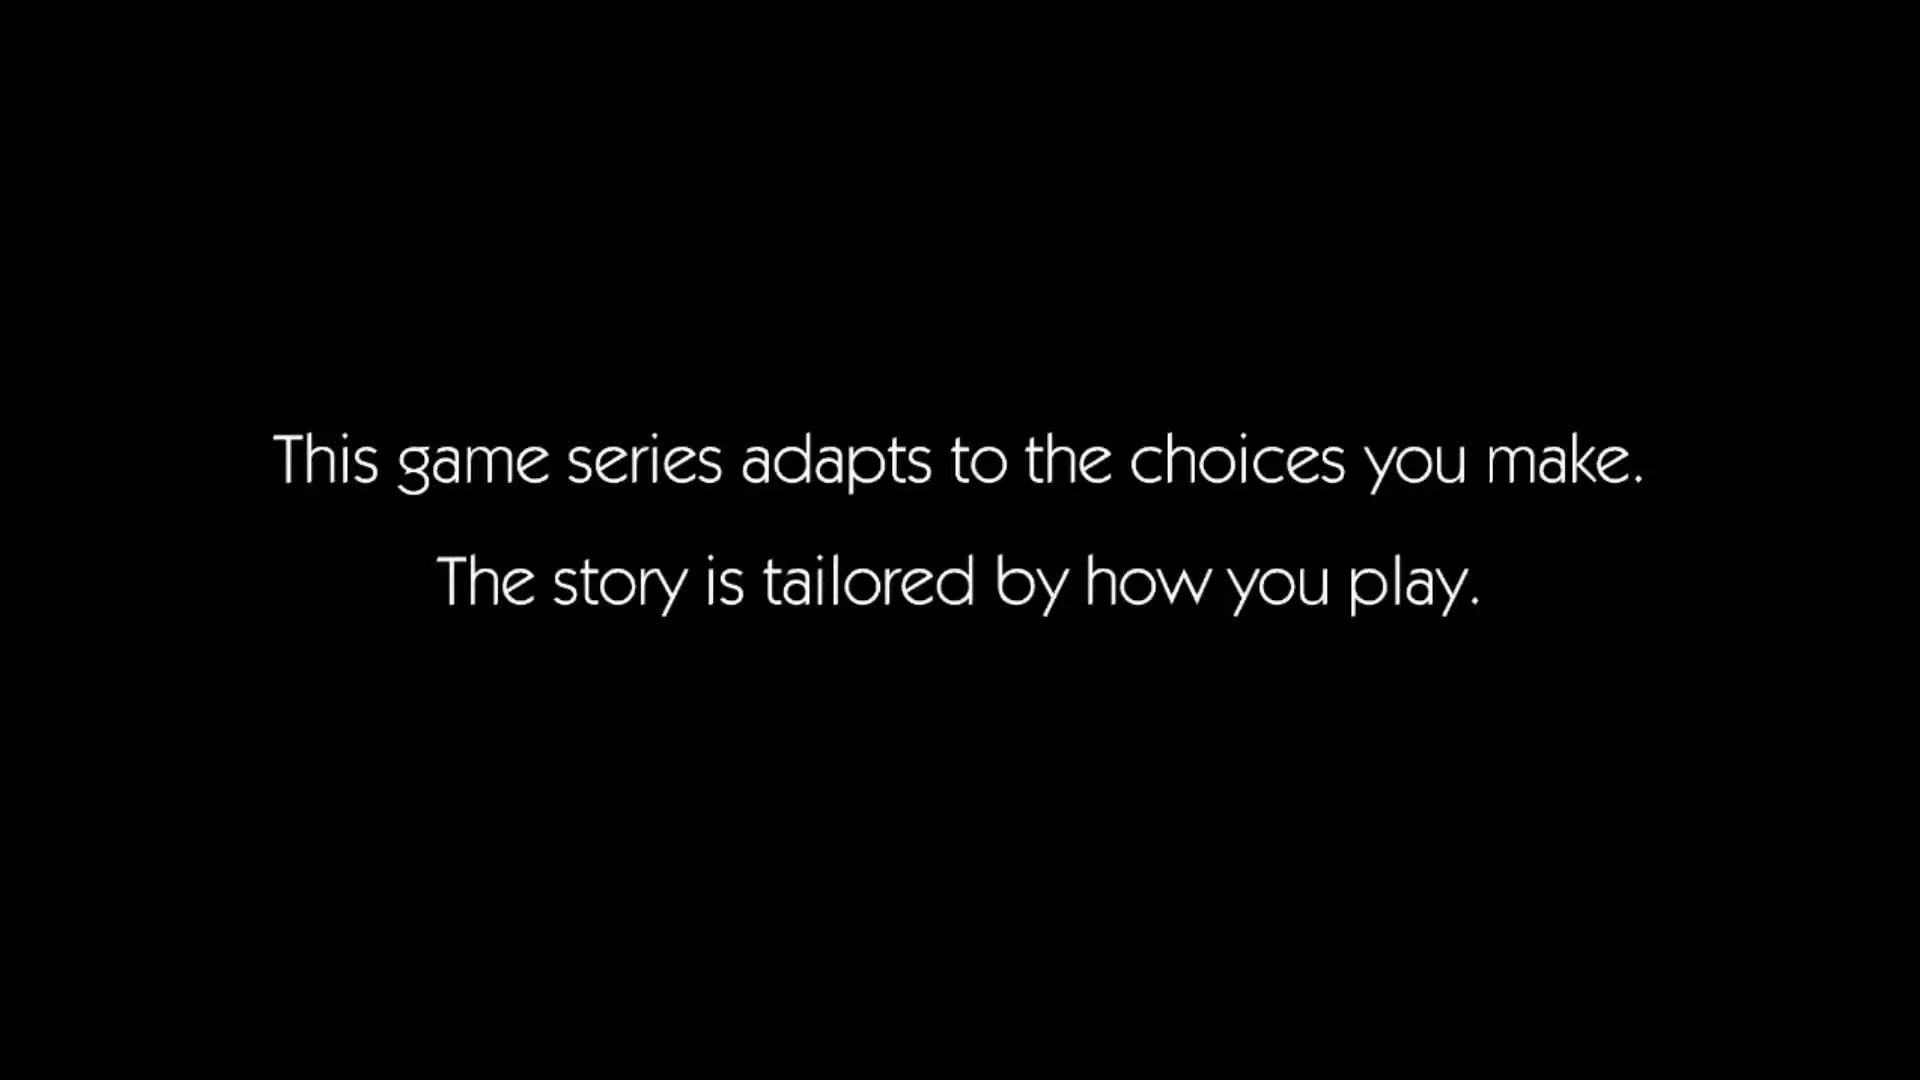 This game series adapts to the choices you make.
The story is tailored by how you play.